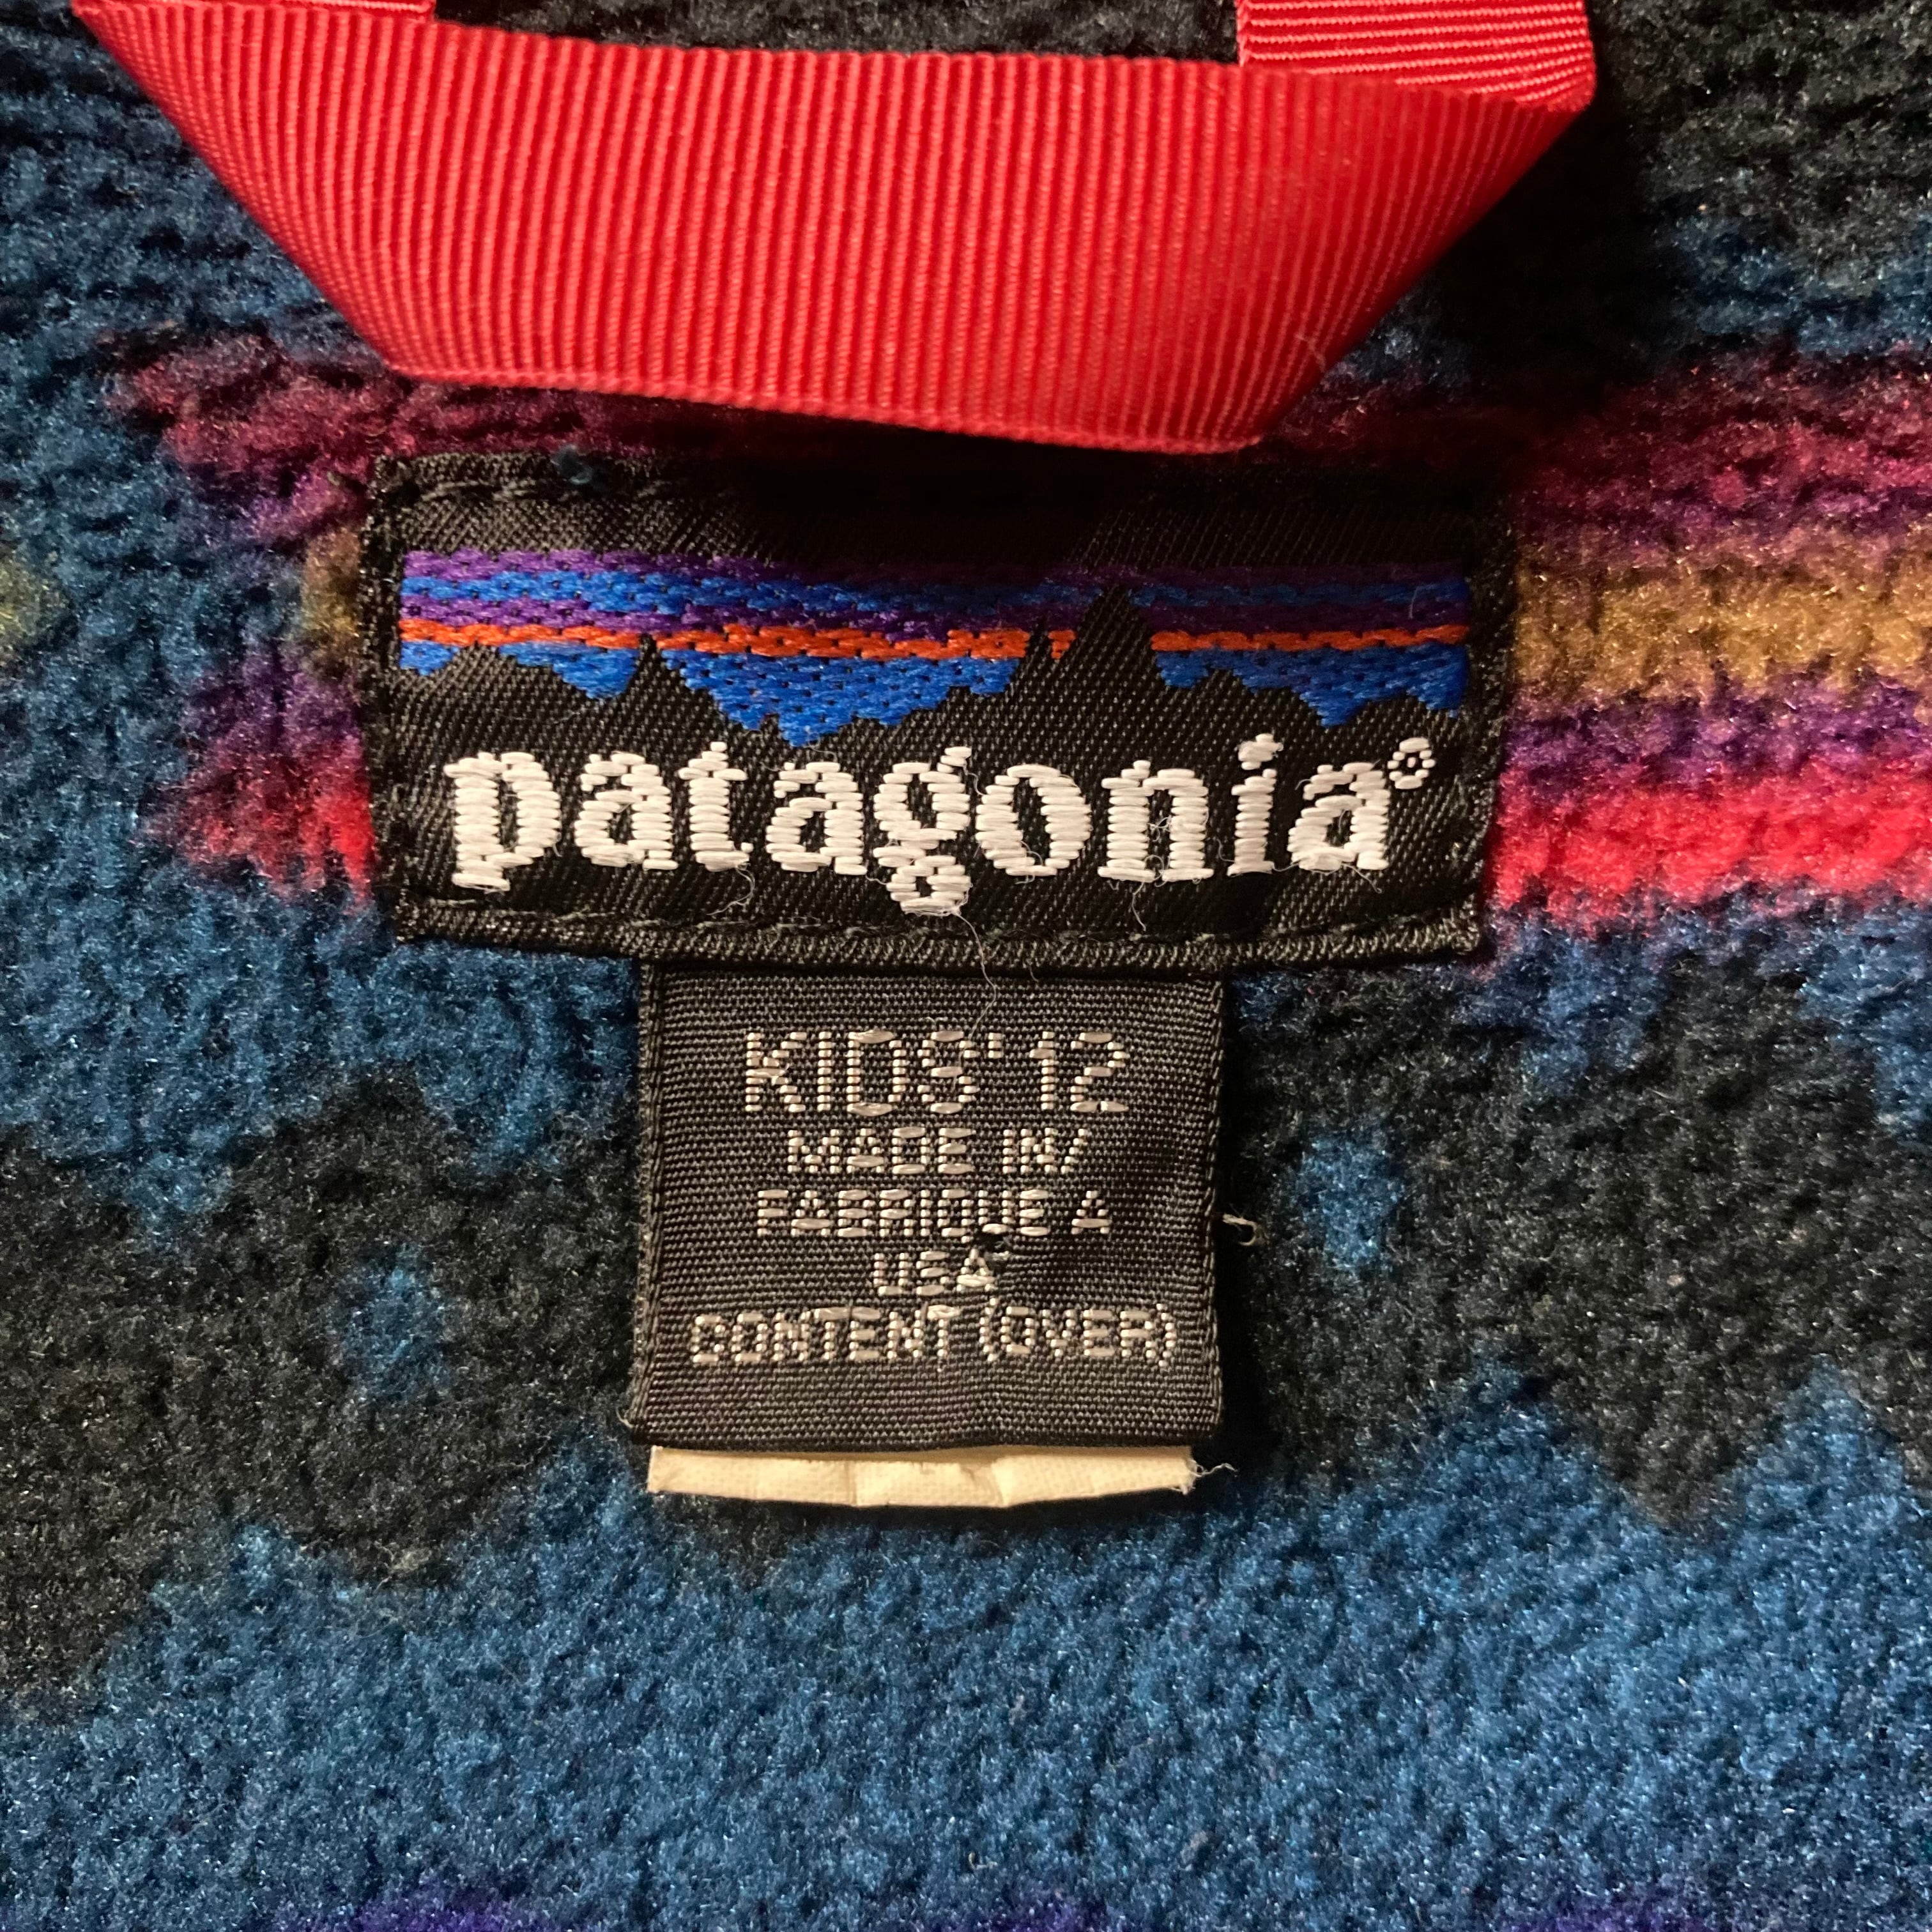 patagonia®
KIDS' 12
MADE IN/
FABRIQUE A
USA
CONTENT (OVER)